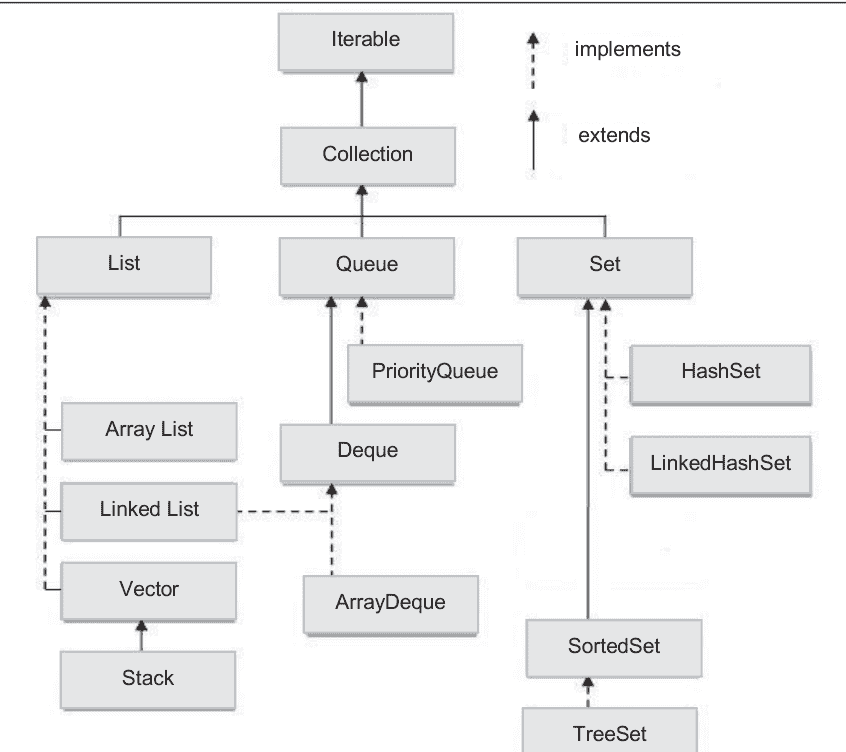 Iterable
implements
Collection
extends
List
Queue
Set
PriorityQueue
HashSet
Array List
Deque
LinkedHashSet
Linked List
Vector
ArrayDeque
SortedSet
Stack
TreeSet